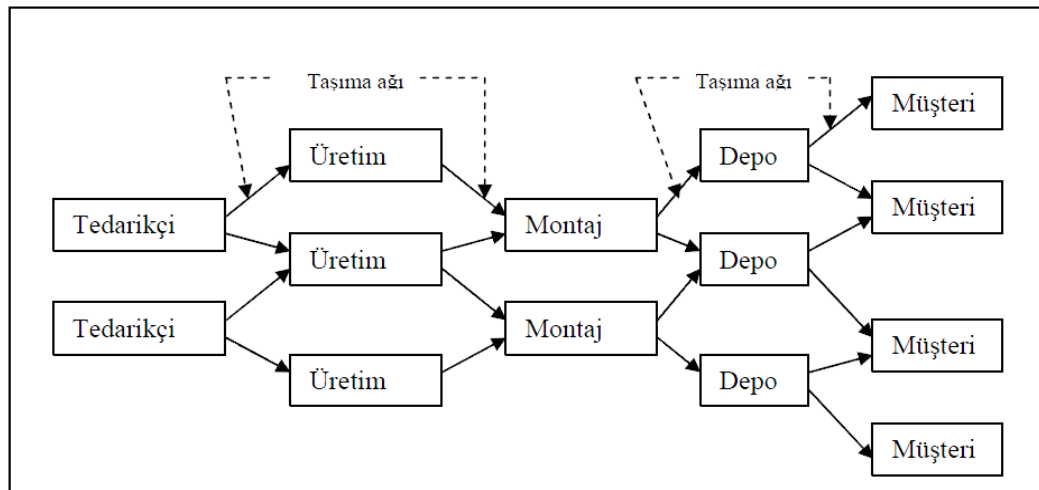 Taşıma ağı
Taşıma ağı
Müşteri
Üretim
Depo
Tedarikçi
Montaj
Müşteri
Üretim
Depo
Tedarikçi
Montaj
Müşteri
Üretim
Depo
Müşteri